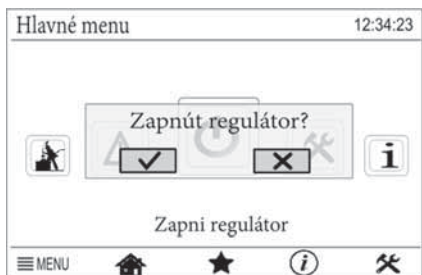 Hlavné menu 12:34:23
Zapnút regulátor?
Zapni regulátor
MENU